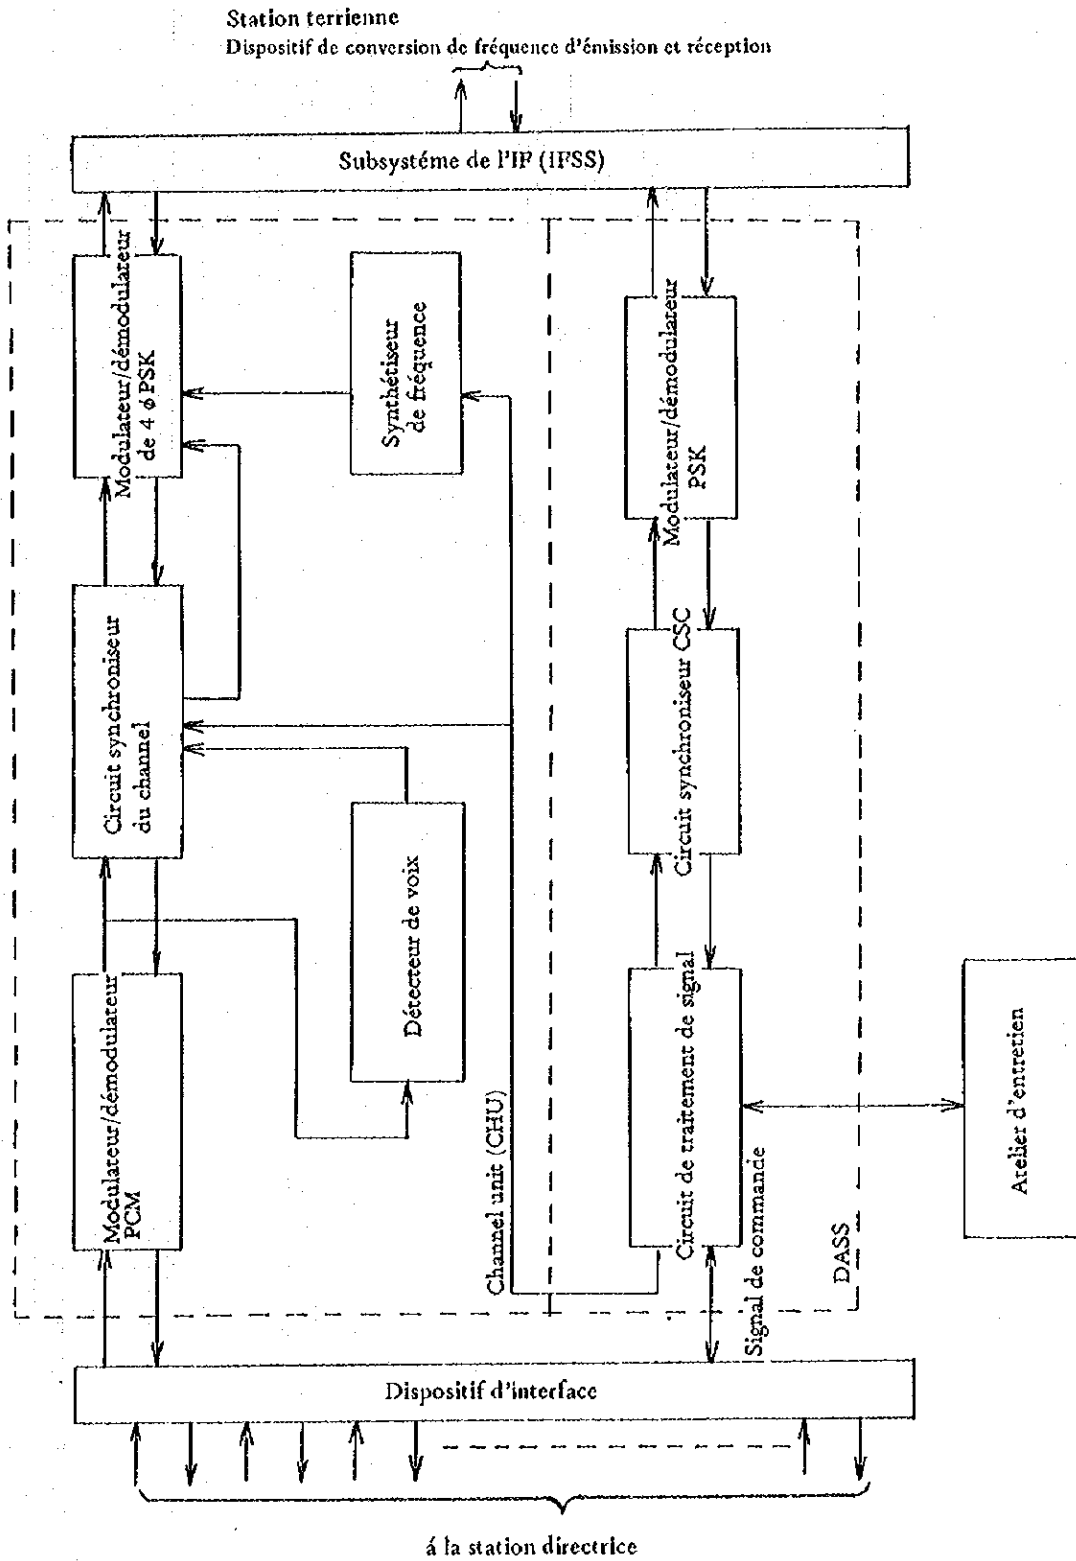 Station terrienne
Dispositif de conversion de fréquence d'émission et réception
Subsystéme de l'IF (IFSS)
Modulateur/démodulateur
de 4 ϕ PSK
Synthétiseur
de fréquence
Modulateur/démodulateur
PSK
Circuit synchroniseur
du channel
Circuit synchroniseur CSC
Détecteur de voix
Modulateur/démodulateur
PCM
Channel unit (CHU)
Circuit de traitement de signal
Signal de commande
DASS
Atelier d'entretien
Dispositif d'interface
á la station directrice